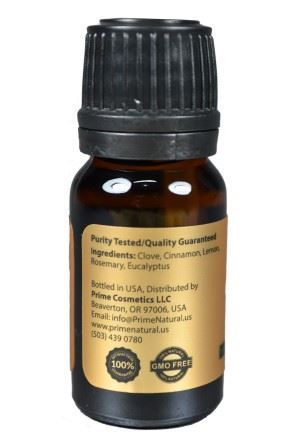 Purity Tested/Quality Guaranteed
Ingredients: Clove, Cinnamon, Lemon,
Rosemary, Eucalyptus
Bottled in USA, Distributed by
Prime Cosmetics LLC
Beaverton, OR 97006, USA
Email: info@PrimeNatural.us
www.primenatural.us
(503) 439 0780
100%
GMO FREE